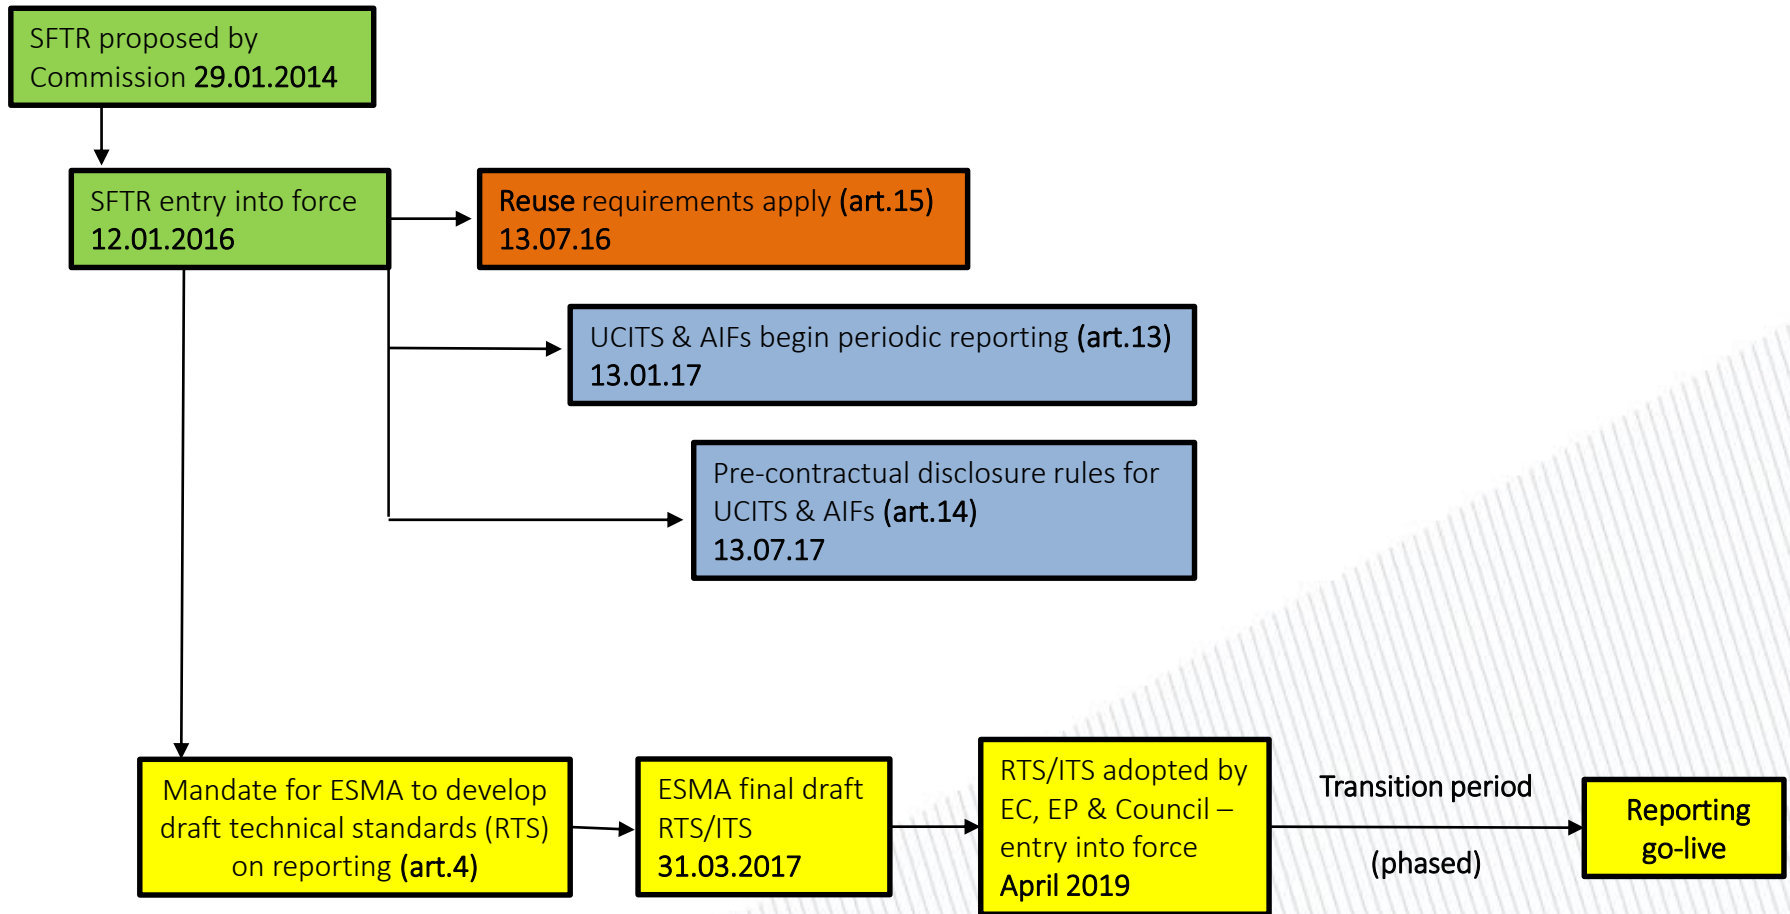 SFTR proposed by
Commission 29.01.2014
SFTR entry into force
12.01.2016
Reuse requirements apply (art.15)
13.07.16
UCITS & AIFs begin periodic reporting (art.13)
13.01.17
Pre-contractual disclosure rules for
UCITS & AIFs (art.14)
13.07.17
Mandate for ESMA to develop
draft technical standards (RTS)
on reporting (art.4)
ESMA final draft
RTS/ITS
31.03.2017
RTS/ITS adopted by
EC, EP & Council –
entry into force
April 2019
Transition period
(phased)
Reporting
go-live